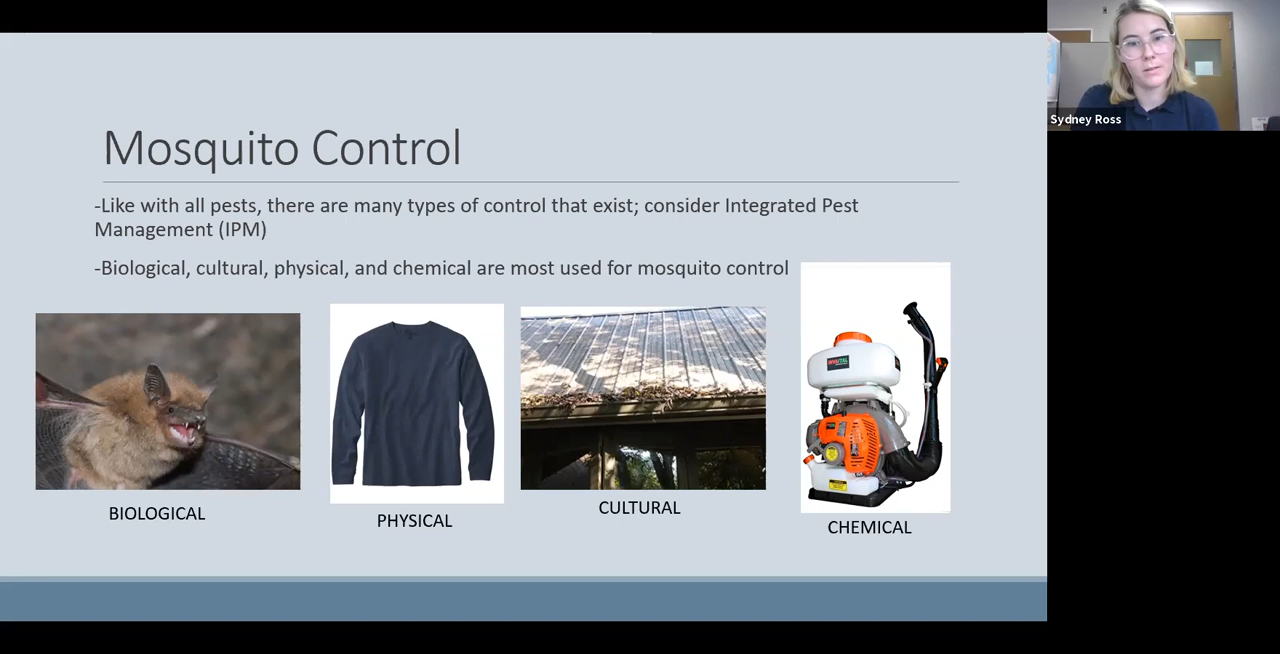 Sydney Ross
Mosquito Control
-Like with all pests, there are many types of control that exist; consider Integrated Pest
Management (IPM)
-Biological, cultural, physical, and chemical are most used for mosquito control
BIOLOGICAL
PHYSICAL
CULTURAL
CHEMICAL